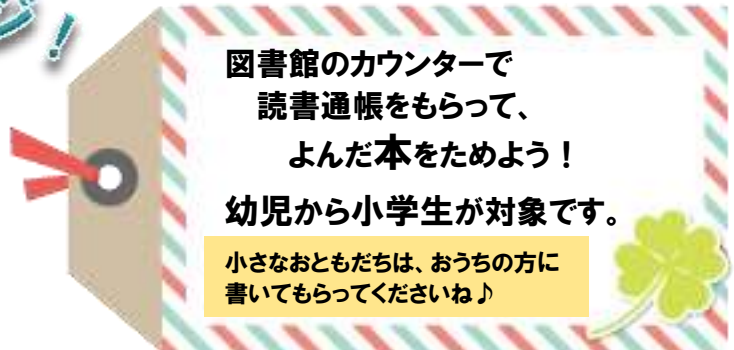 図書館のカウンターで
読書通帳をもらって、
よんだ本をためよう！
幼児から小学生が対象です。
小さなおともだちは、おうちの方に
書いてもらってくださいね♪